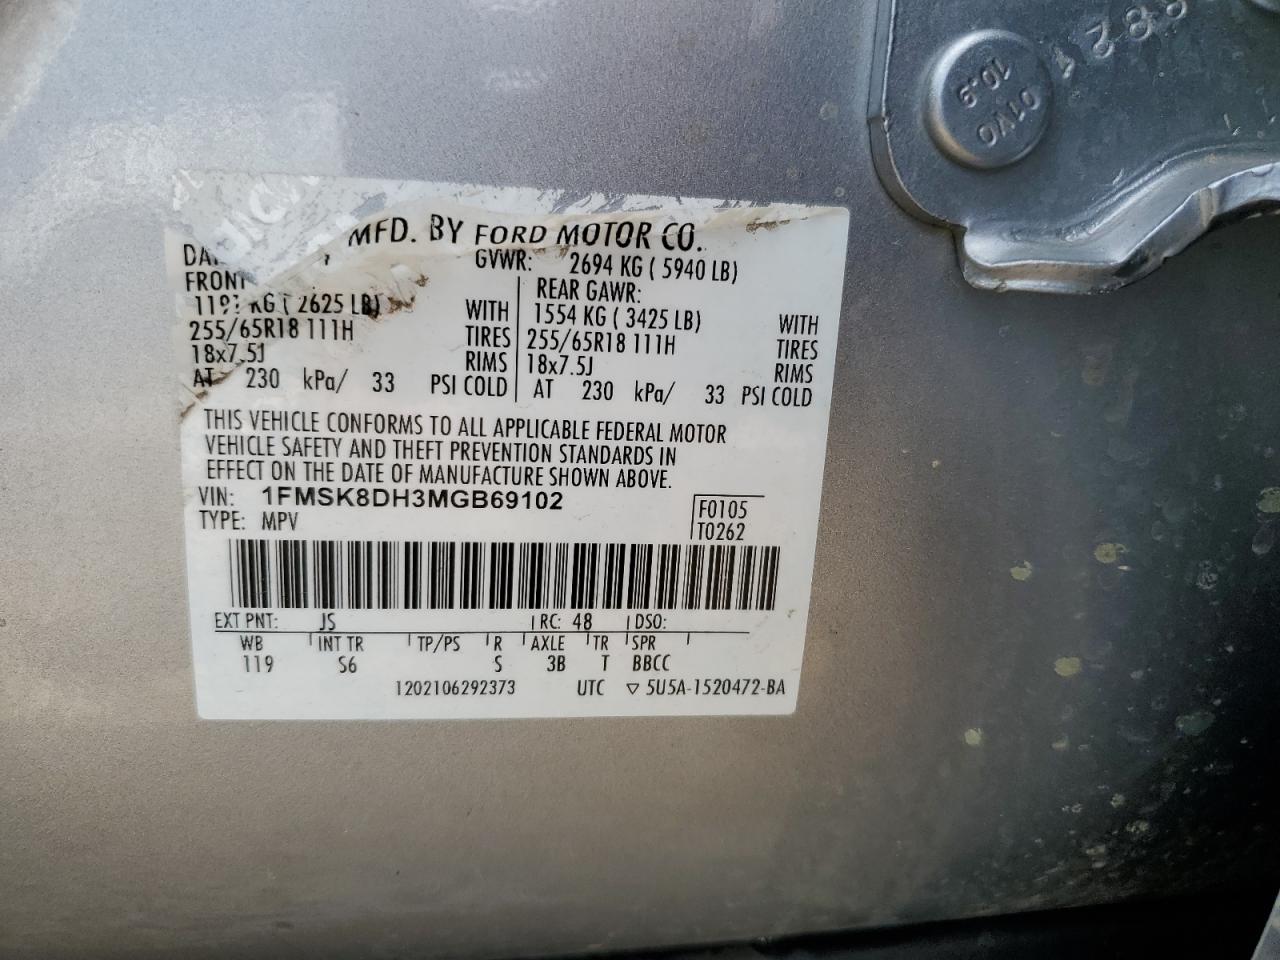 MFD. BY FORD MOTOR CO.
GVWR: 2694 KG ( 5940 LB)
FRONT
KG ( 2625 LB) WITH
255/65R18 111H TIRES
18x7.5J RIMS
AT 230 kPa/ 33 PSI COLD
REAR GAWR:
1554 KG ( 3425 LB) WITH
255/65R18 111H TIRES
18x7.5J RIMS
AT 230 kPa/ 33 PSI COLD
THIS VEHICLE CONFORMS TO ALL APPLICABLE FEDERAL MOTOR
VEHICLE SAFETY AND THEFT PREVENTION STANDARDS IN
EFFECT ON THE DATE OF MANUFACTURE SHOWN ABOVE.
VIN: 1FMSK8DH3MGB69102
TYPE: MPV
F0105
T0262
EXT PNT: JS RC: 48 DSO:
WB INT TR TP/PS R AXLE TR SPR
119 S6 S 3B T BBCC
1202106292373 UTC ▽ 5U5A-1520472-BA
10.9
01VO